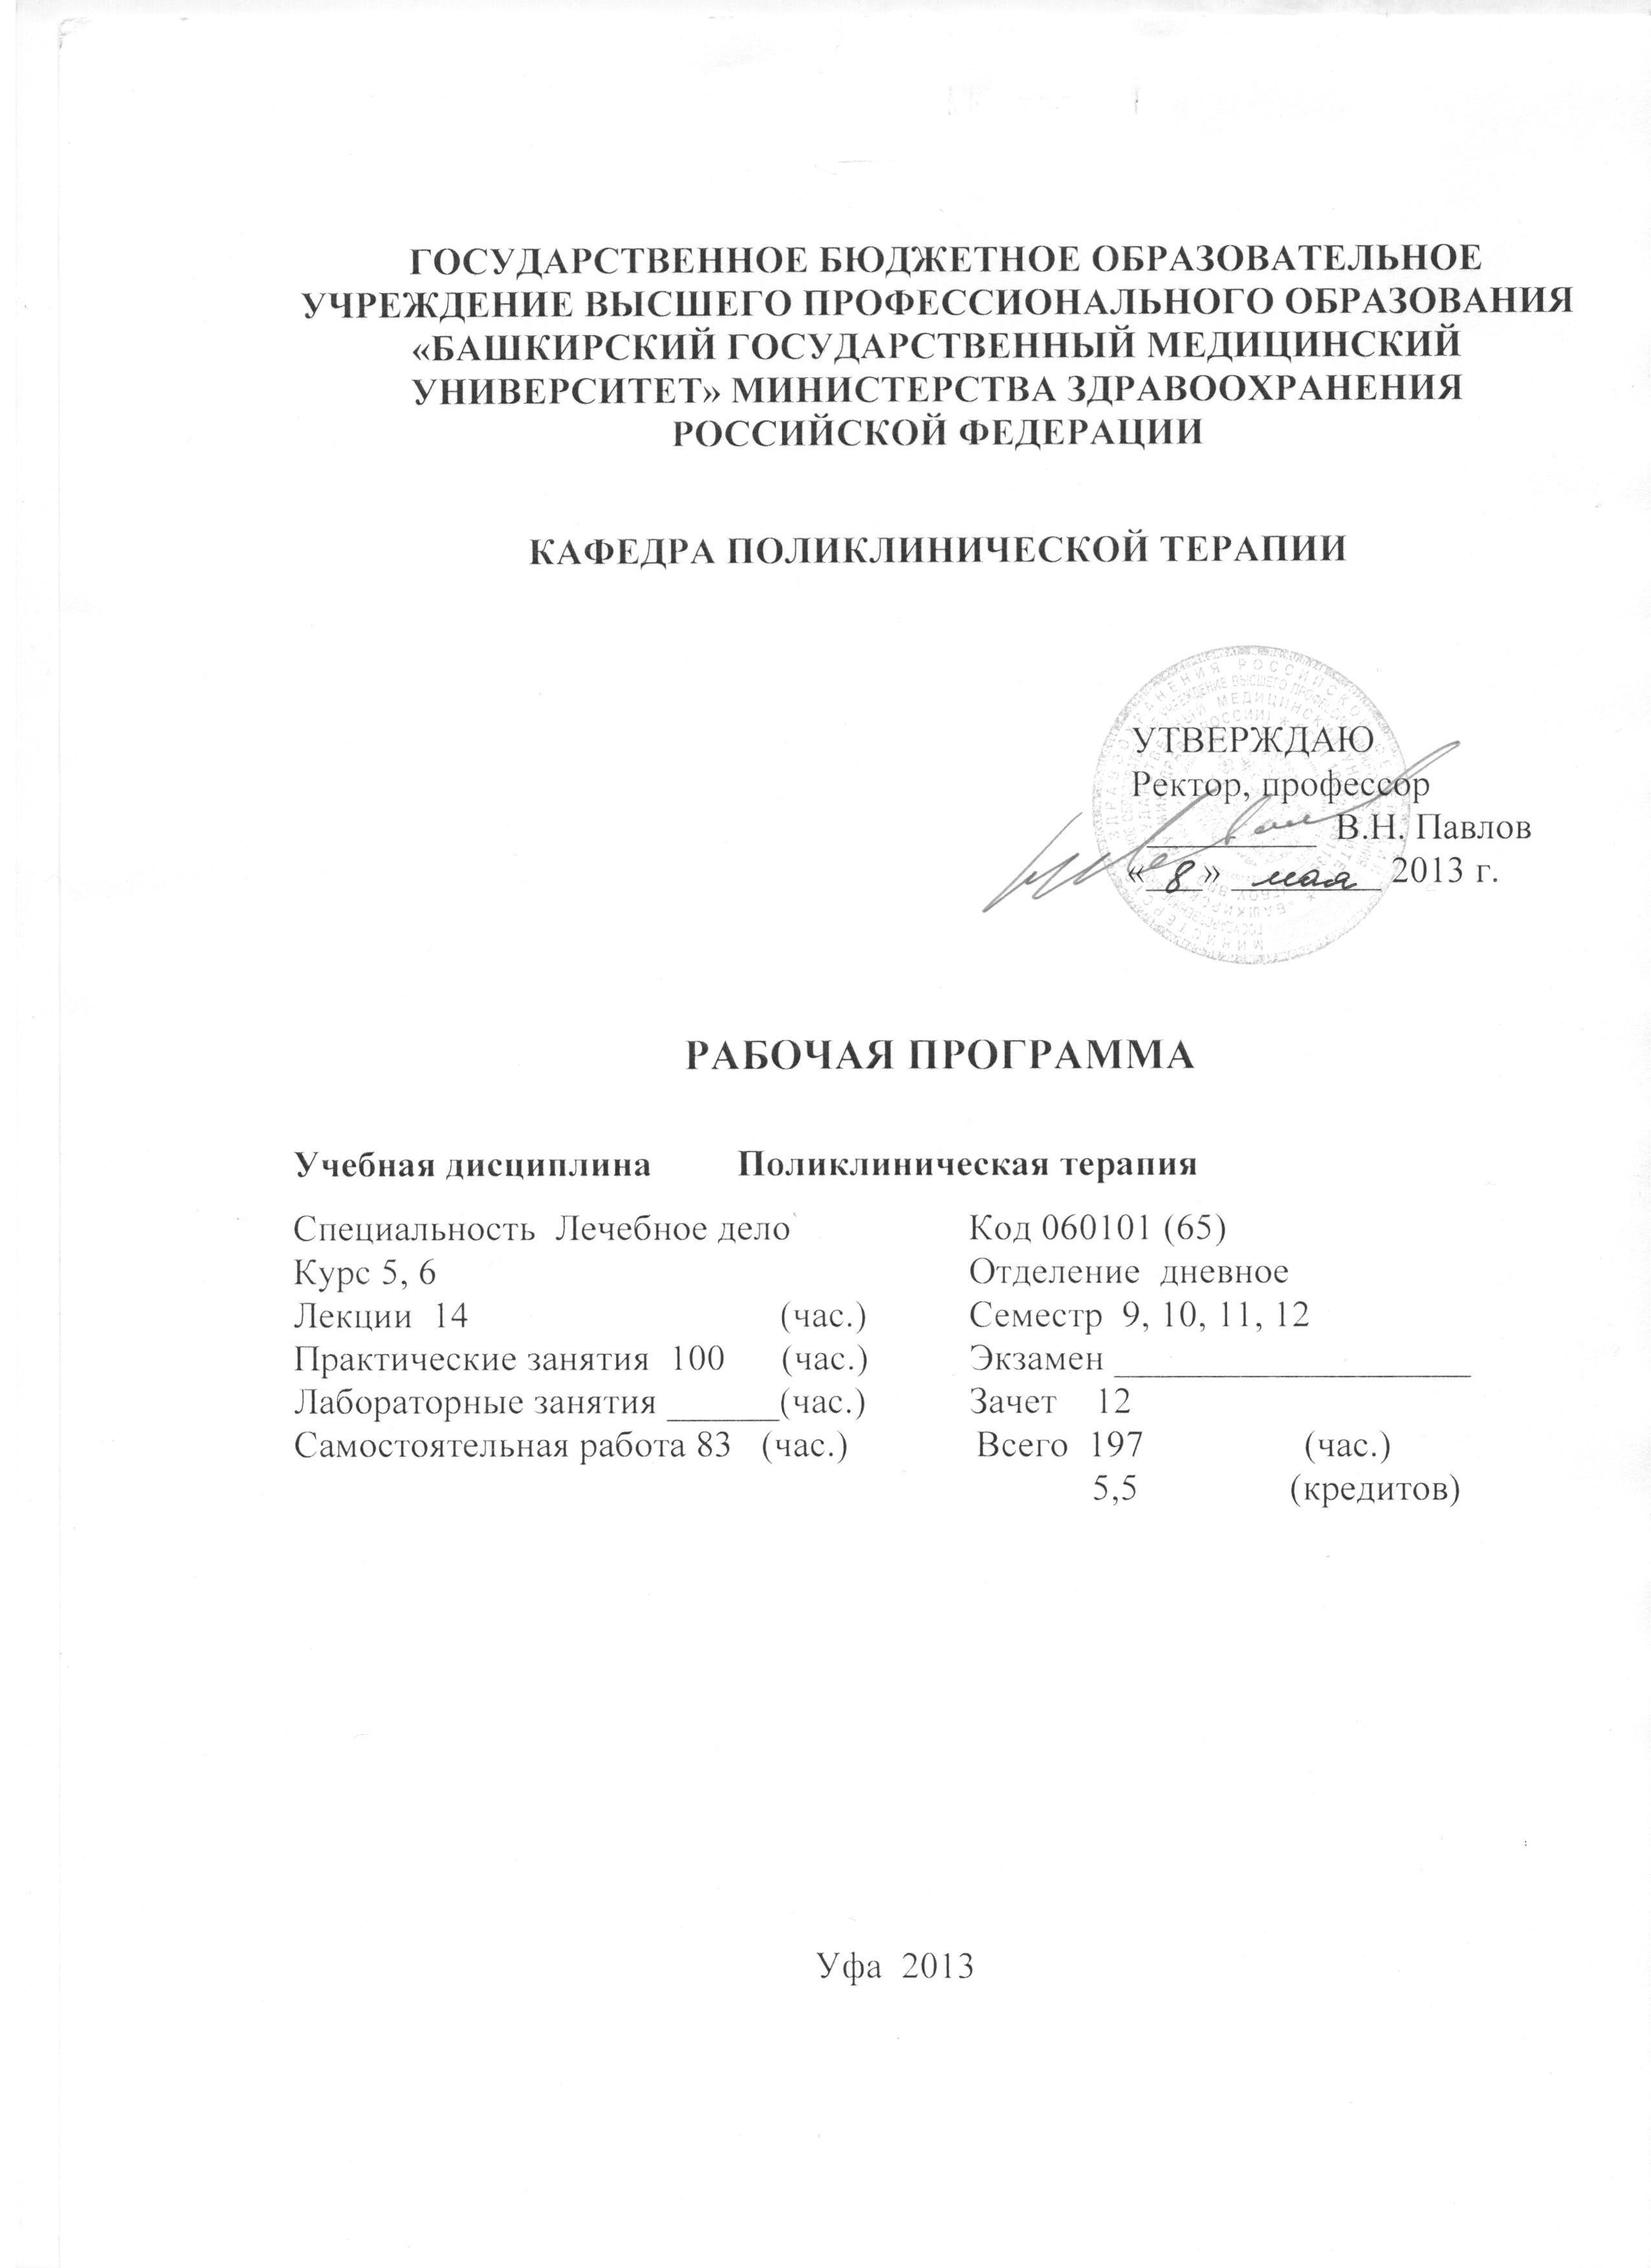 ГОСУДАРСТВЕННОЕ БЮДЖЕТНОЕ ОБРАЗОВАТЕЛЬНОЕ
УЧРЕЖДЕНИЕ ВЫСШЕГО ПРОФЕССИОНАЛЬНОГО ОБРАЗОВАНИЯ
«БАШКИРСКИЙ ГОСУДАРСТВЕННЫЙ МЕДИЦИНСКИЙ
УНИВЕРСИТЕТ» МИНИСТЕРСТВА ЗДРАВООХРАНЕНИЯ
РОССИЙСКОЙ ФЕДЕРАЦИИ
КАФЕДРА ПОЛИКЛИНИЧЕСКОЙ ТЕРАПИИ
УТВЕРЖДАЮ
Ректор, профессор
_________ В.Н. Павлов
«8» мая 2013 г.
РАБОЧАЯ ПРОГРАММА
Учебная дисциплина Поликлиническая терапия
Специальность Лечебное дело Код 060101 (65)
Курс 5, 6 Отделение дневное
Лекции 14 (час.) Семестр 9, 10, 11, 12
Практические занятия 100 (час.) Экзамен ___________________
Лабораторные занятия ______(час.) Зачет 12
Самостоятельная работа 83 (час.) Всего 197 (час.)
5,5 (кредитов)
Уфа 2013